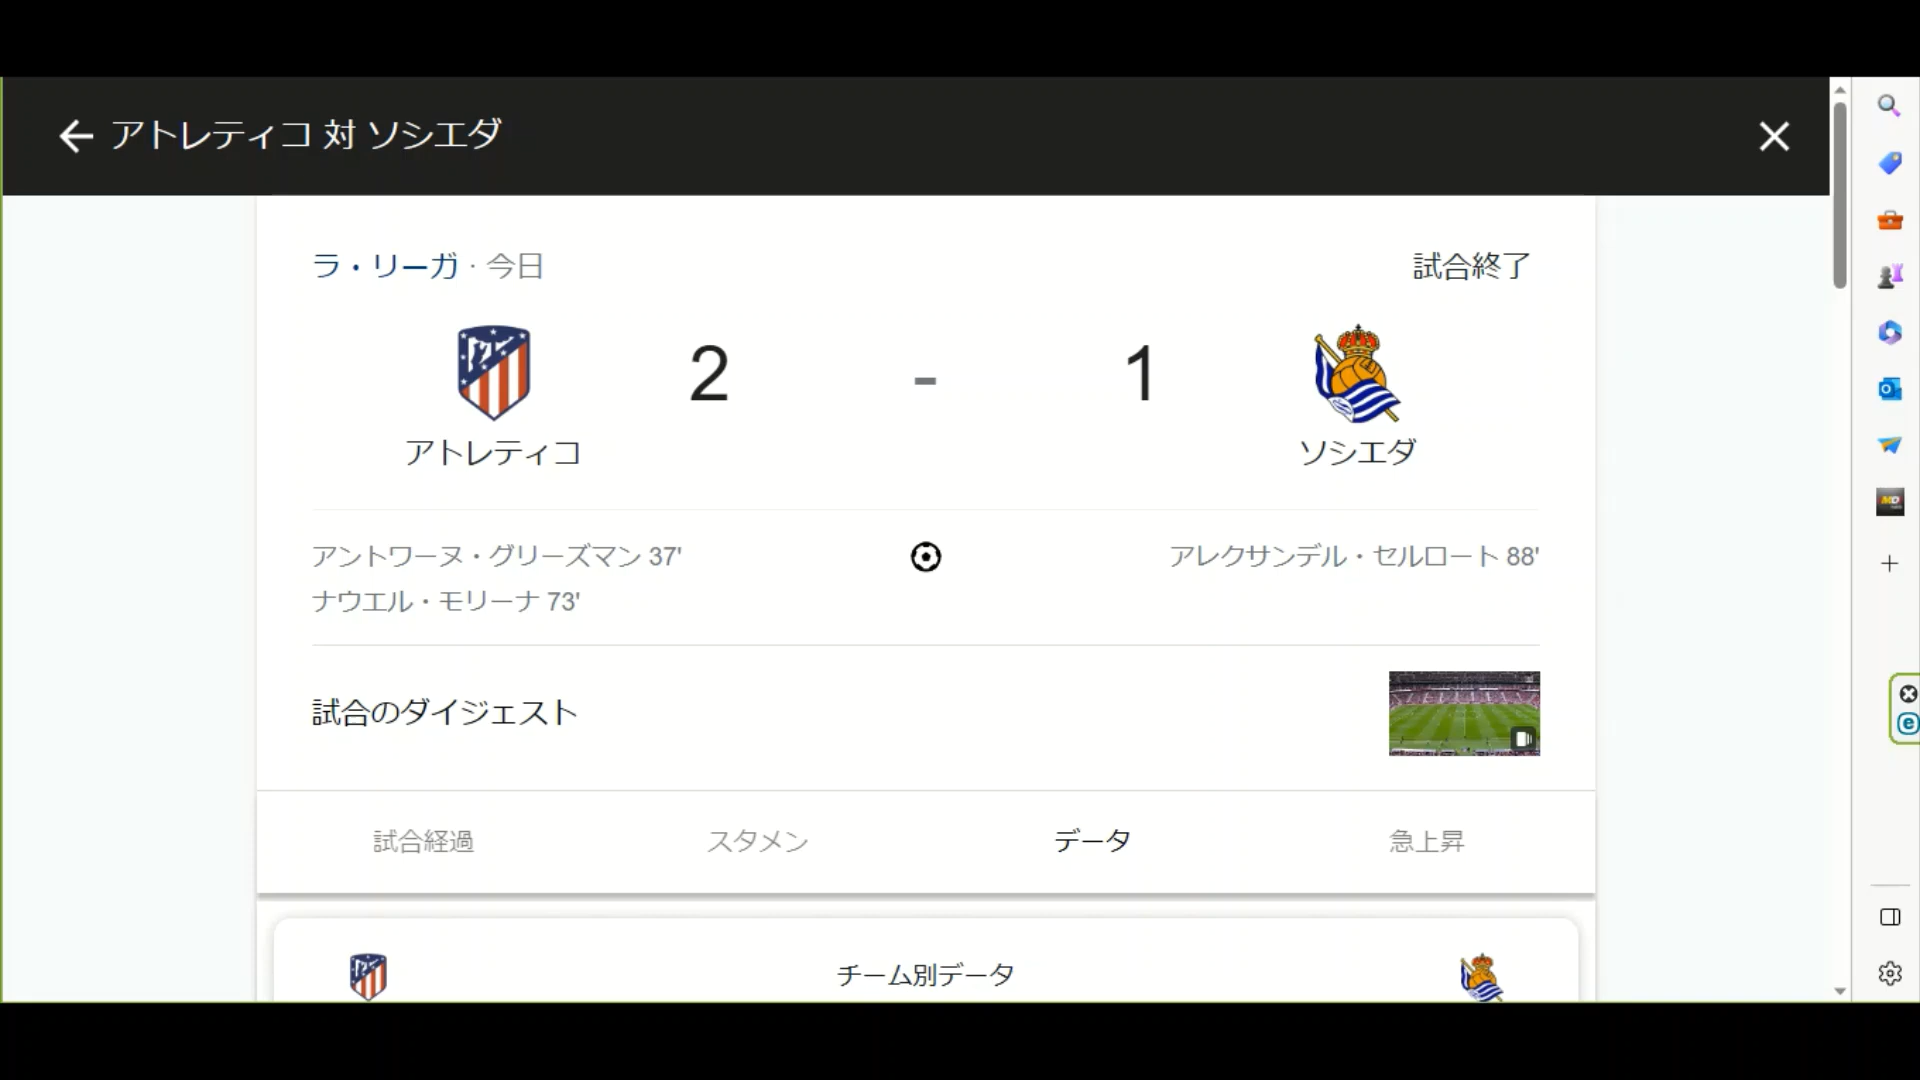 アトレティコ 対 ソシエダ
ラ・リーガ · 今日
試合終了
2 - 1
アトレティコ
ソシエダ
アントワーヌ・グリーズマン 37'
アレクサンデル・セルロート 88'
ナウエル・モリーナ 73'
試合のダイジェスト
試合経過
スタメン
データ
急上昇
チーム別データ